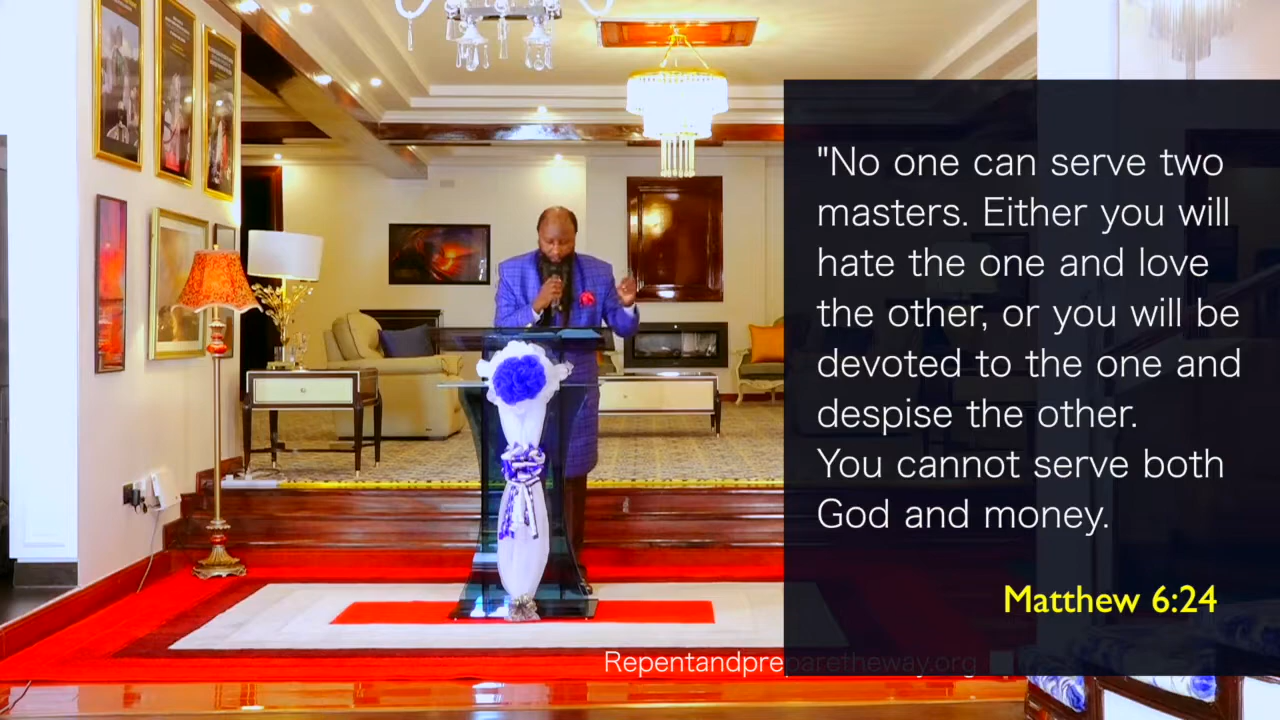 "No one can serve two
masters. Either you will
hate the one and love
the other, or you will be
devoted to the one and
despise the other.
You cannot serve both
God and money.
Matthew 6:24
Repentandpreparetheway.org